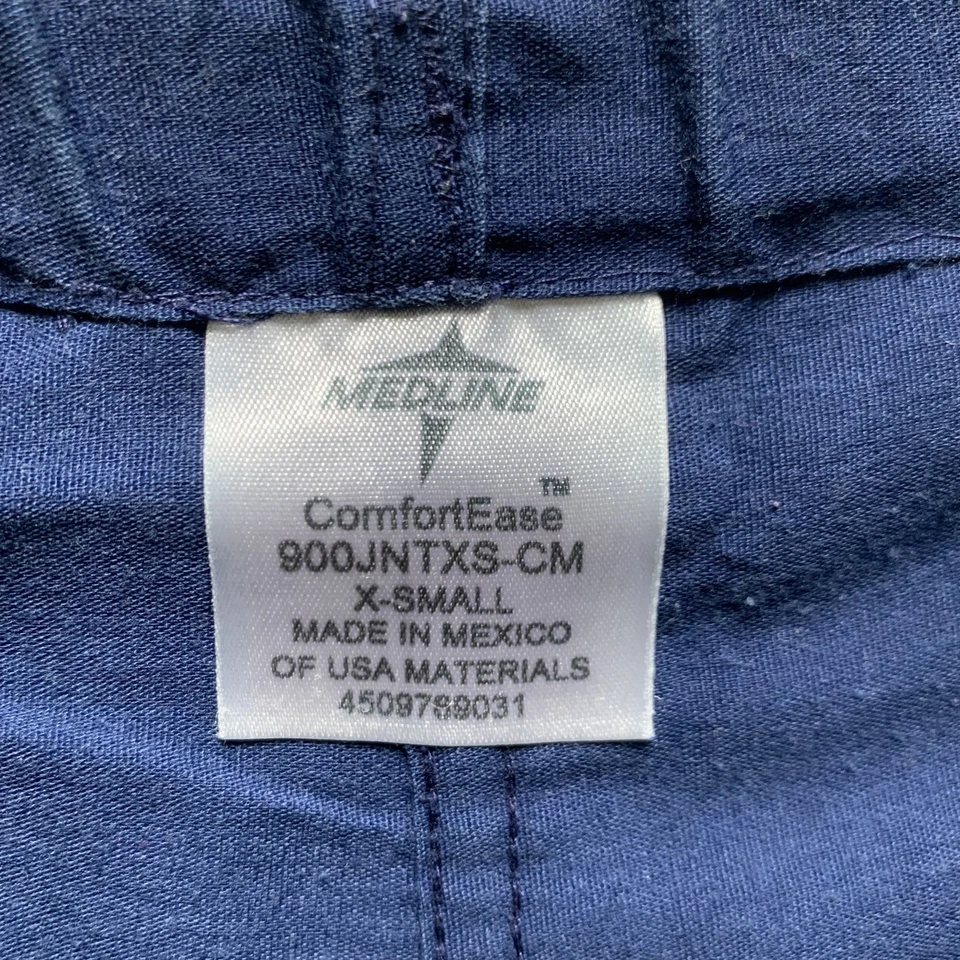 MEDLINE
ComfortEase™
900JNTXS-CM
X-SMALL
MADE IN MEXICO
OF USA MATERIALS
4509789031